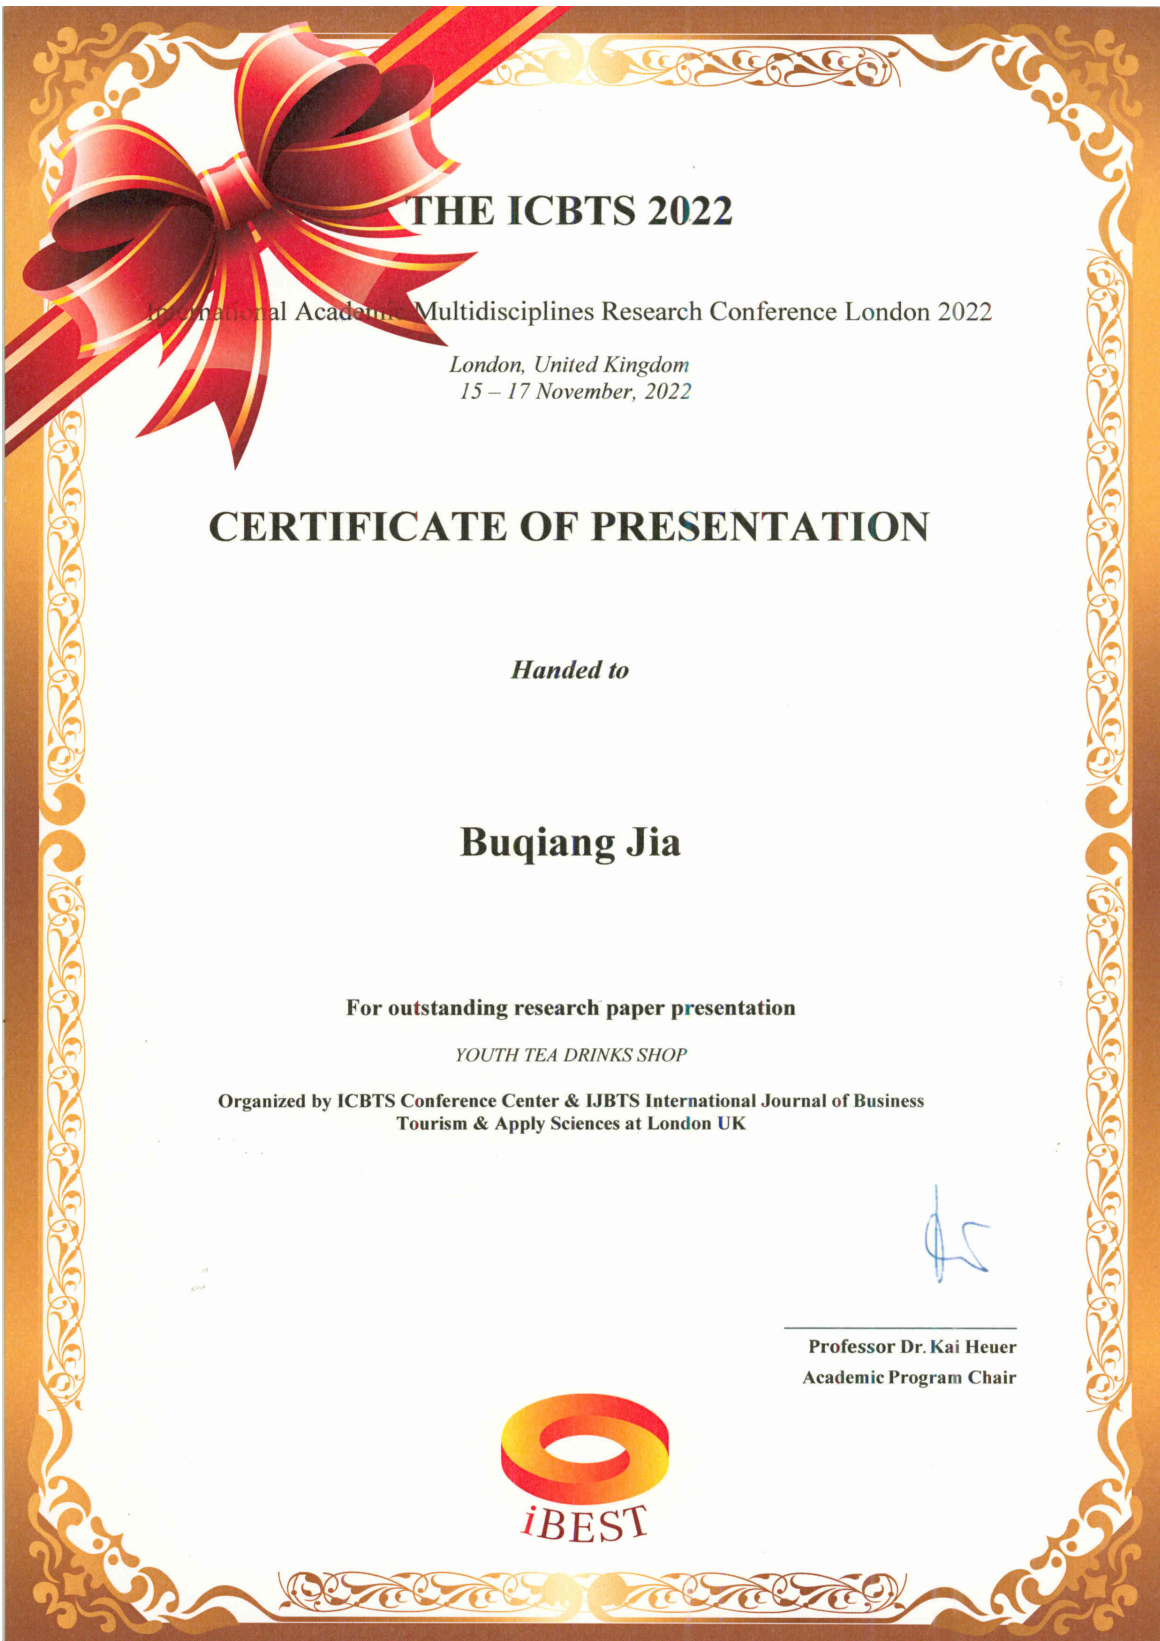 THE ICBTS 2022
International Academic Multidisciplines Research Conference London 2022
London, United Kingdom
15 – 17 November, 2022
CERTIFICATE OF PRESENTATION
Handed to
Buqiang Jia
For outstanding research paper presentation
YOUTH TEA DRINKS SHOP
Organized by ICBTS Conference Center & IJBTS International Journal of Business
Tourism & Apply Sciences at London UK
Professor Dr. Kai Heuer
Academic Program Chair
iBEST